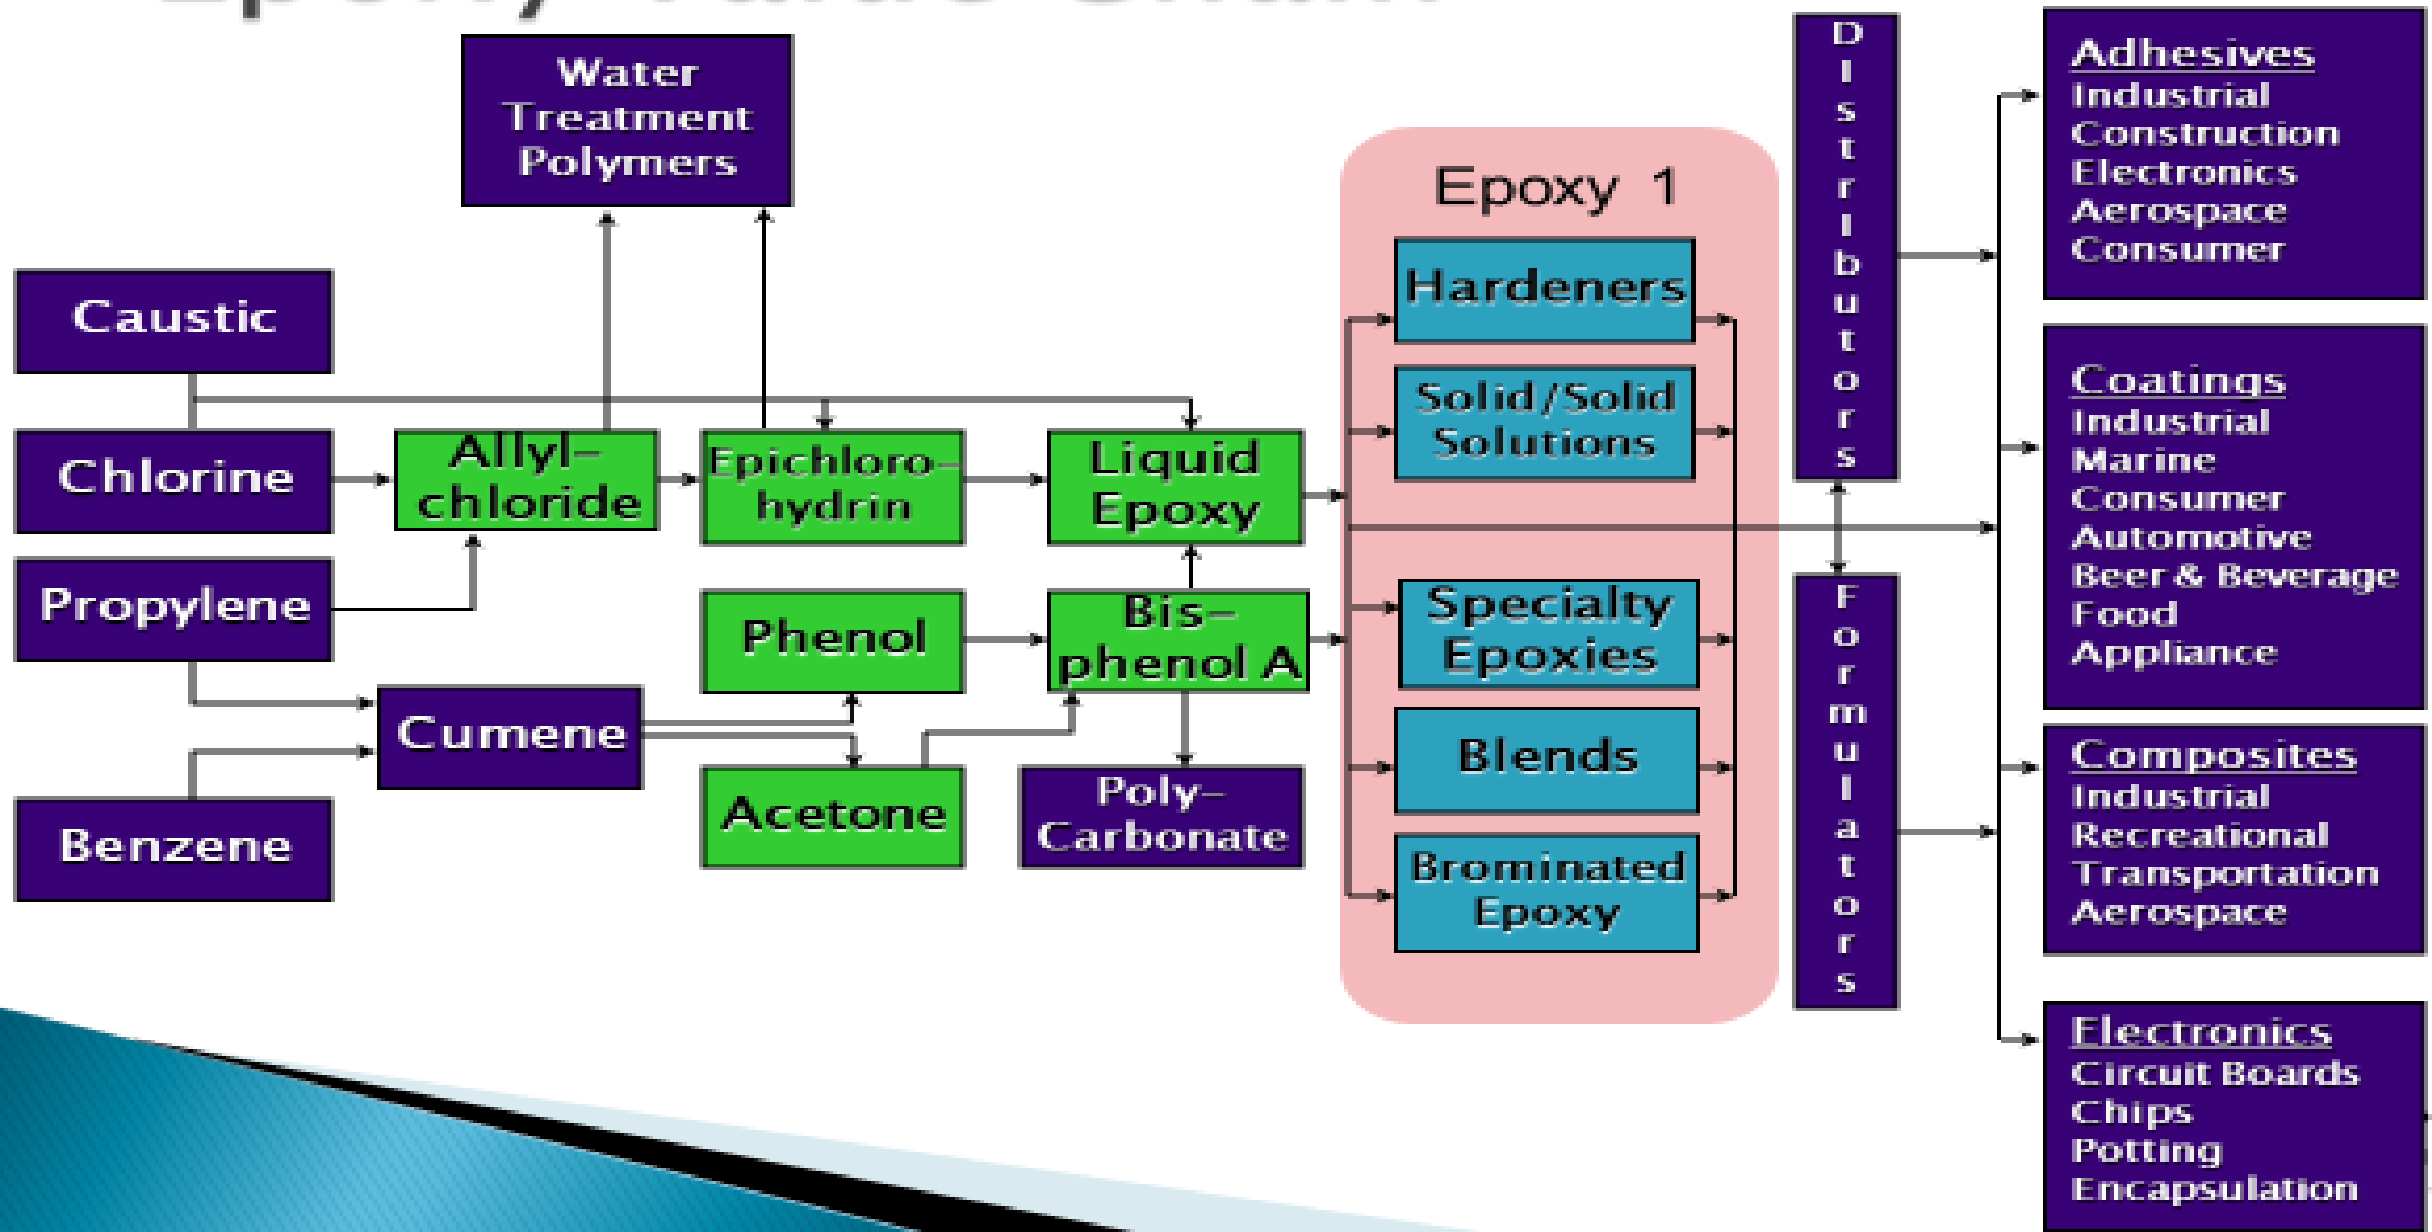 Epoxy Value Chain
Water
Treatment
Polymers
Caustic
Chlorine
Propylene
Benzene
Allyl-
chloride
Epichloro-
hydrin
Liquid
Epoxy
Cumene
Phenol
Acetone
Bis-
phenol A
Poly-
Carbonate
Epoxy 1
Hardeners
Solid/Solid
Solutions
Specialty
Epoxies
Blends
Brominated
Epoxy
DIstrIbutors
Formulators
Adhesives
Industrial
Construction
Electronics
Aerospace
Consumer
Coatings
Industrial
Marine
Consumer
Automotive
Beer & Beverage
Food
Appliance
Composites
Industrial
Recreational
Transportation
Aerospace
Electronics
Circuit Boards
Chips
Potting
Encapsulation